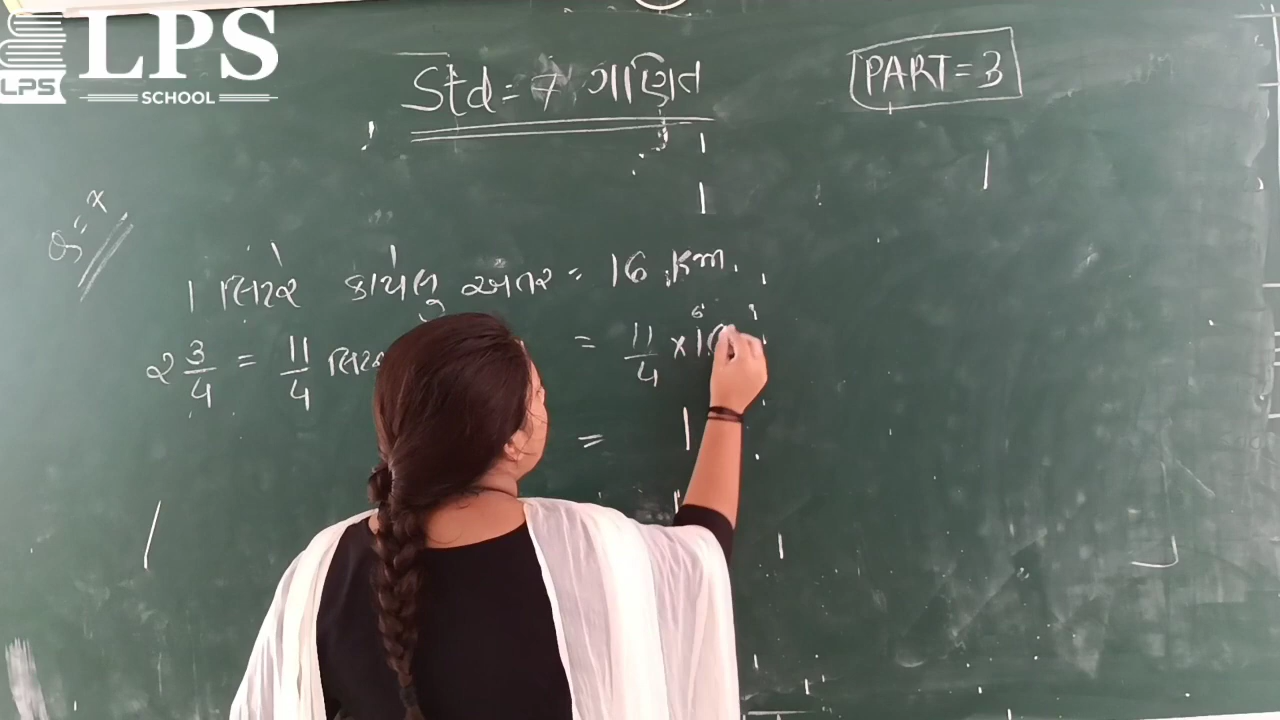 LPS
LPS
SCHOOL
Std = 7 ગણિત
PART = 3
1 લિટર કાપેલુ અંતર = 16 Km.
2 3/4 = 11/4 = 11/4 × 16
=